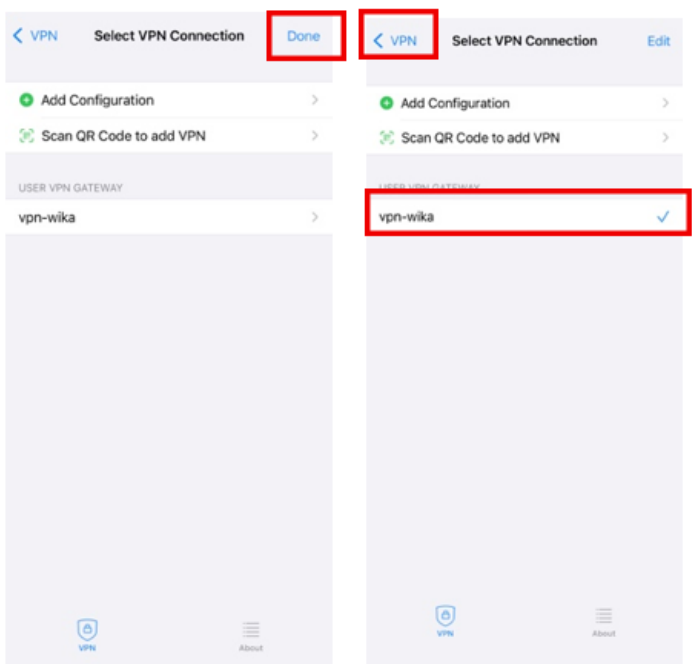 VPN Select VPN Connection Done
Add Configuration
Scan QR Code to add VPN
USER VPN GATEWAY
vpn-wika
VPN About
VPN Select VPN Connection Edit
Add Configuration
Scan QR Code to add VPN
USER VPN GATEWAY
vpn-wika
VPN About